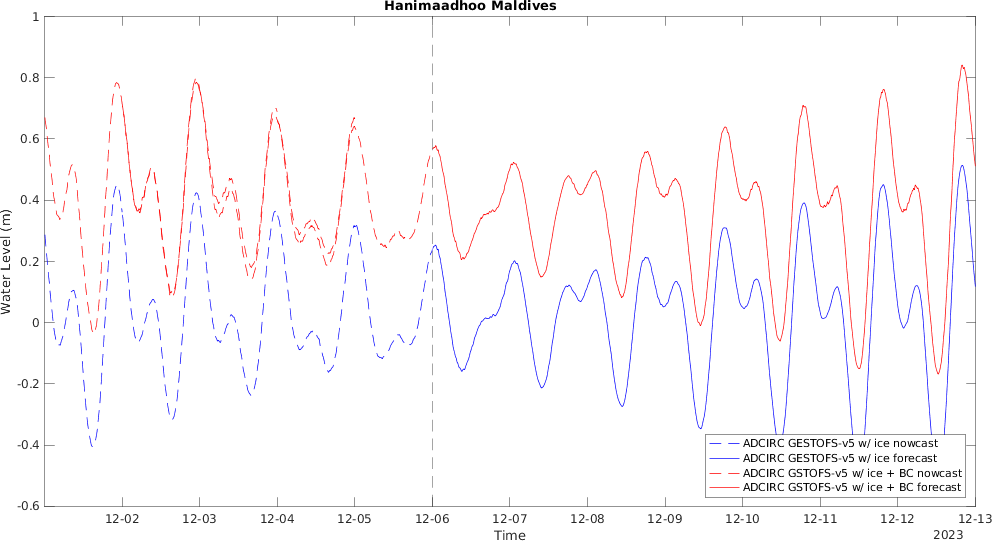 Hanimaadhoo Maldives
1
0.8
0.6
0.4
0.2
0
-0.2
-0.4
-0.6
Water Level (m)
ADCIRC GESTOFS-v5 w/ ice nowcast
ADCIRC GESTOFS-v5 w/ ice forecast
ADCIRC GSTOFS-v5 w/ ice + BC nowcast
ADCIRC GSTOFS-v5 w/ ice + BC forecast
12-02 12-03 12-04 12-05 12-06 12-07 12-08 12-09 12-10 12-11 12-12 12-13
Time
2023